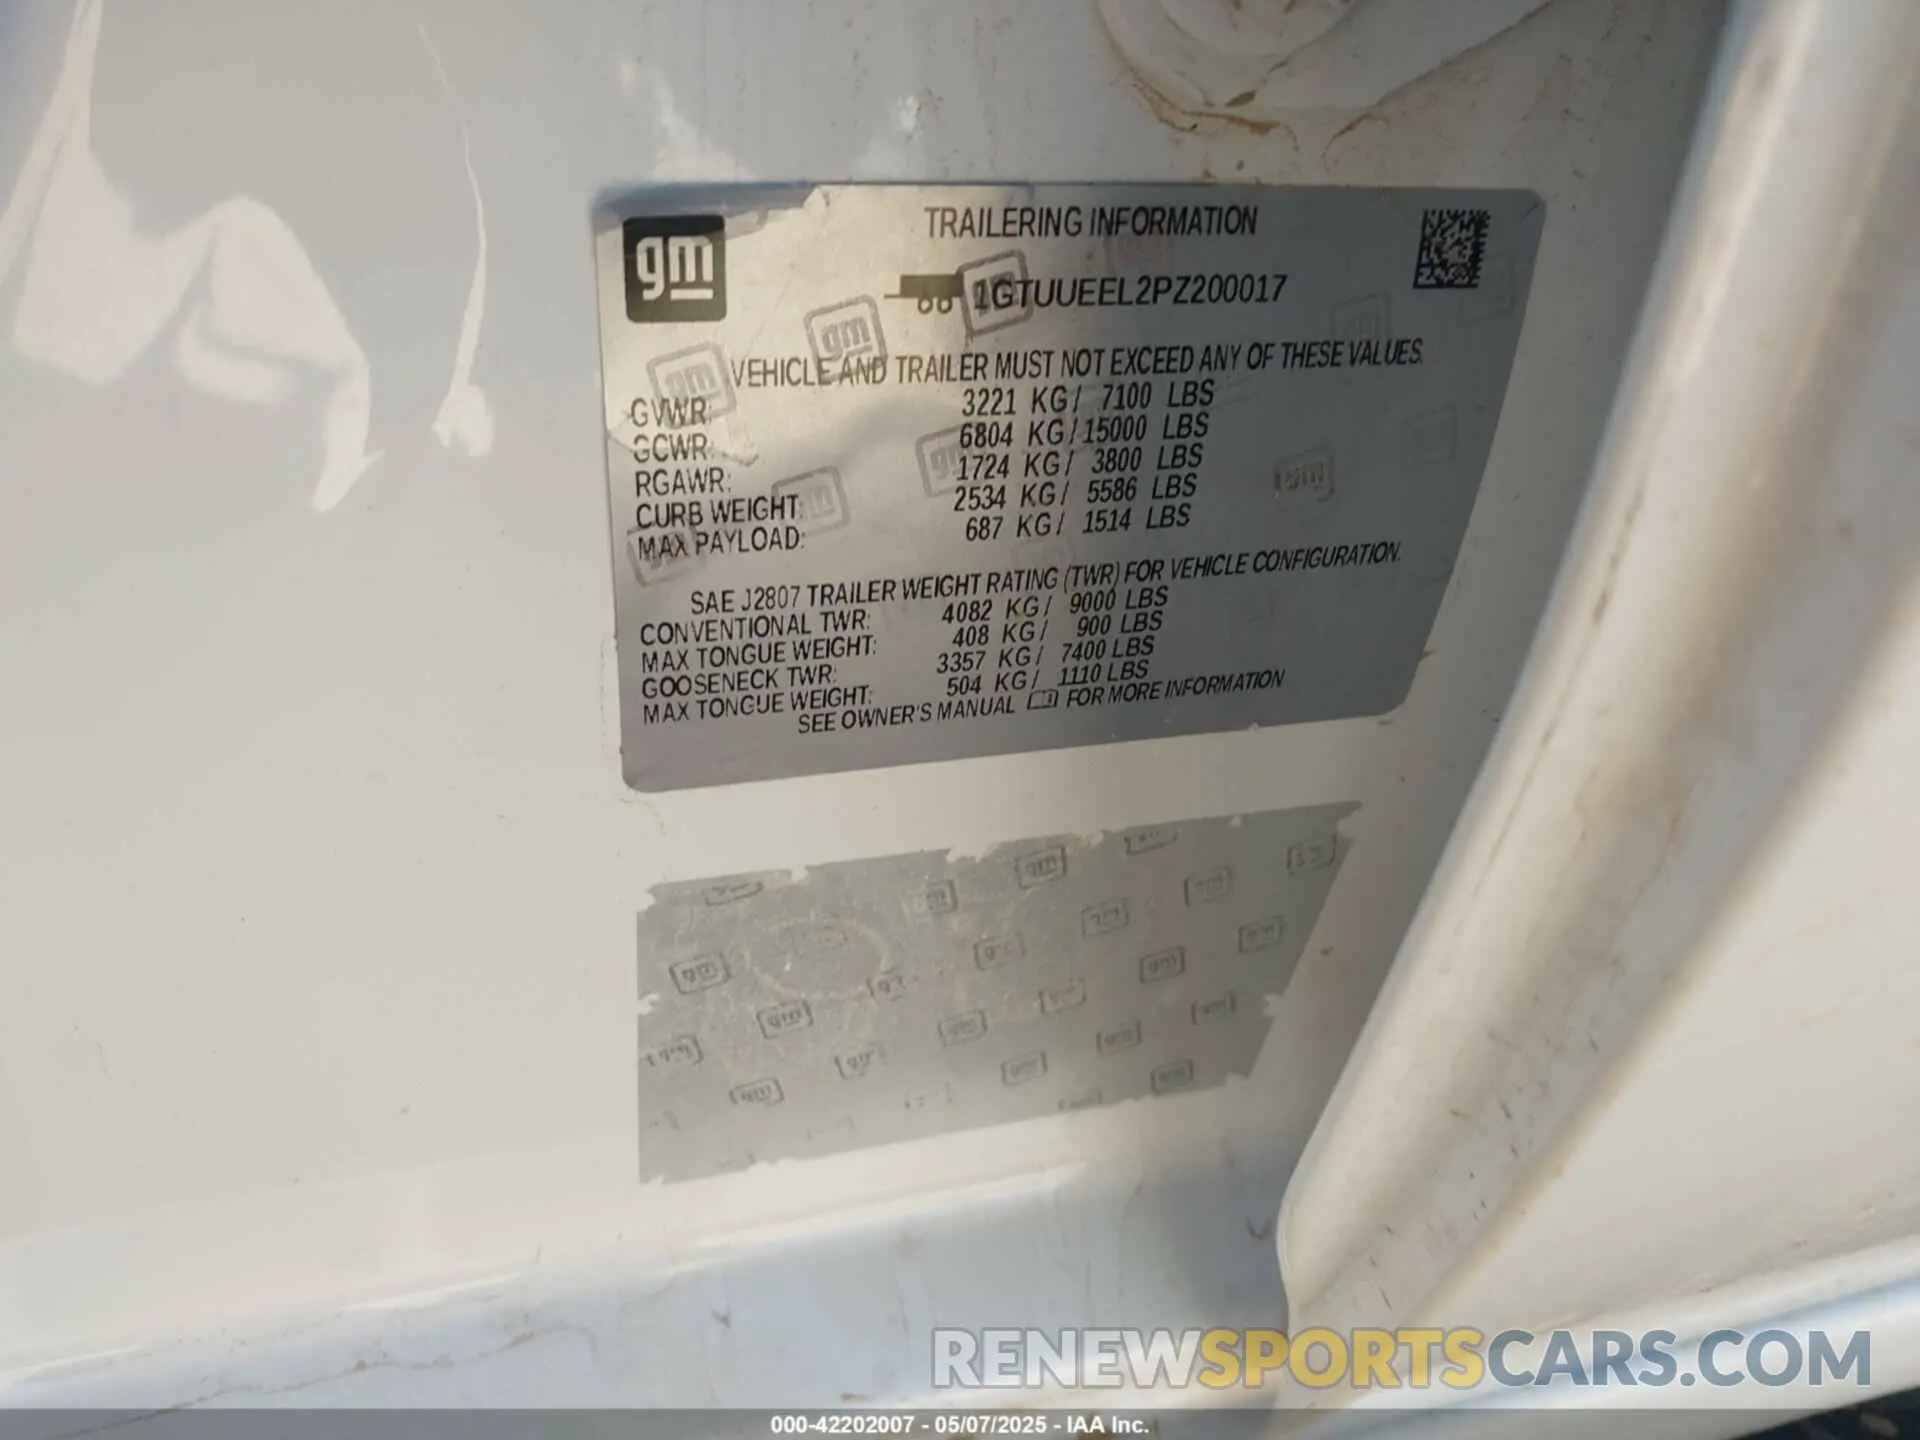 gm
TRAILERING INFORMATION
1GTUUEEL2PZ200017
VEHICLE AND TRAILER MUST NOT EXCEED ANY OF THESE VALUES.
GVWR: 3221 KG/ 7100 LBS
GCWR: 6804 KG/15000 LBS
RGAWR: 1724 KG/ 3800 LBS
CURB WEIGHT: 2534 KG/ 5586 LBS
MAX PAYLOAD: 687 KG/ 1514 LBS
SAE J2807 TRAILER WEIGHT RATING (TWR) FOR VEHICLE CONFIGURATION.
CONVENTIONAL TWR: 4082 KG/ 9000 LBS
MAX TONGUE WEIGHT: 408 KG/ 900 LBS
GOOSENECK TWR: 3357 KG/ 7400 LBS
MAX TONGUE WEIGHT: 504 KG/ 1110 LBS
SEE OWNER'S MANUAL FOR MORE INFORMATION
RENEWSPORTSCARS.COM
000-42202007 - 05/07/2025 - IAA Inc.